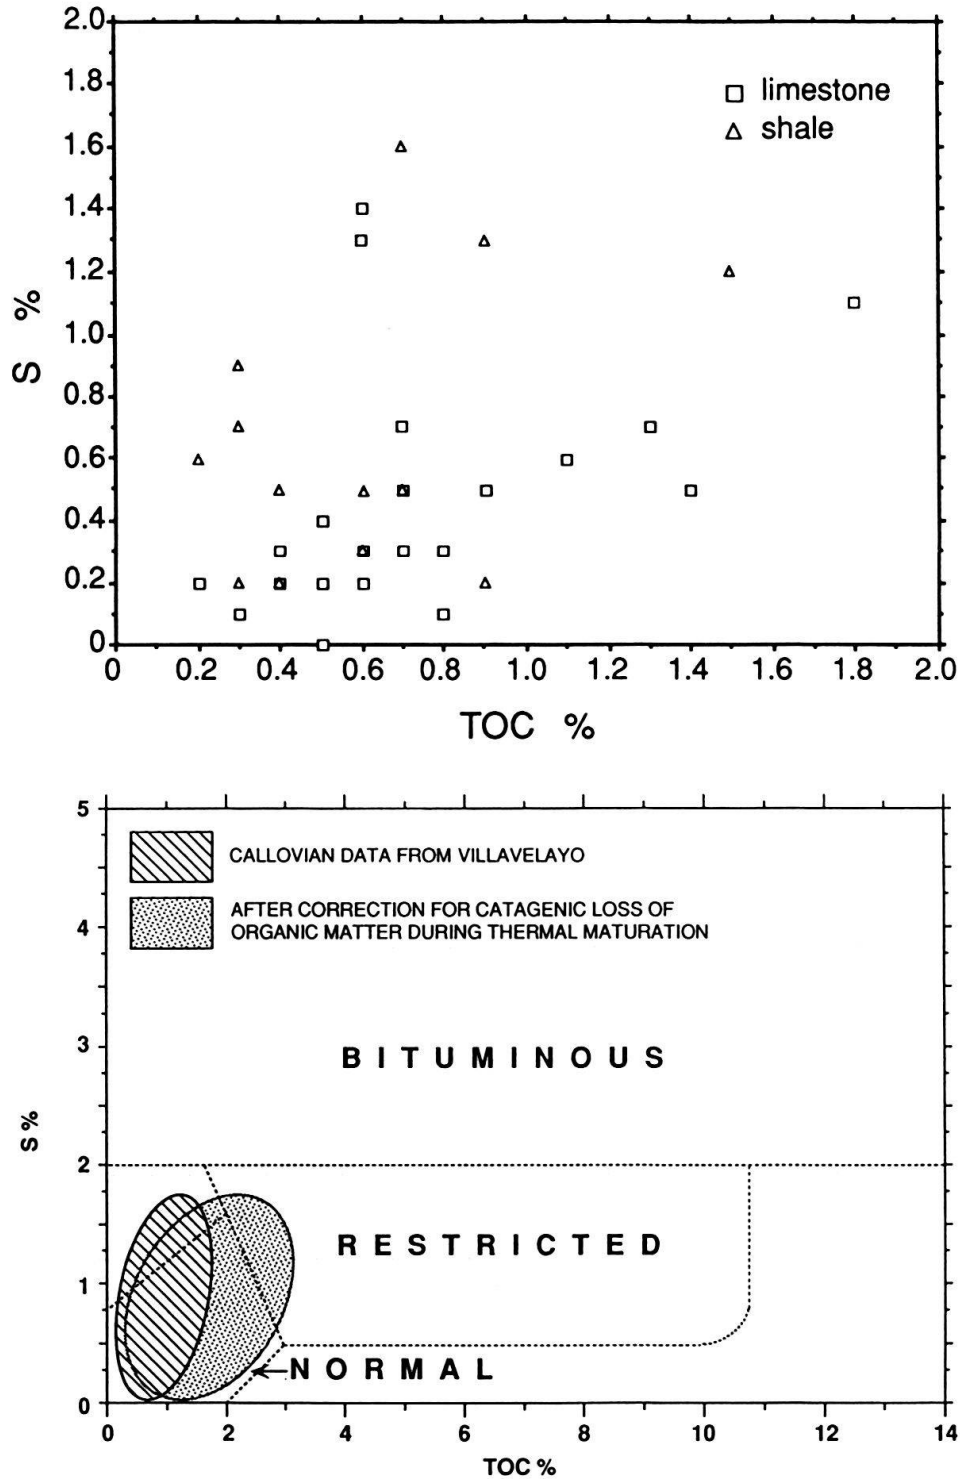 2.0
1.8
1.6
1.4
1.2
1.0
0.8
0.6
0.4
0.2
0
S %
limestone
shale
0 0.2 0.4 0.6 0.8 1.0 1.2 1.4 1.6 1.8 2.0
TOC %
5
4
3
2
1
0
S %
CALLOVIAN DATA FROM VILLAVELAYO
AFTER CORRECTION FOR CATAGENIC LOSS OF
ORGANIC MATTER DURING THERMAL MATURATION
BITUMINOUS
RESTRICTED
NORMAL
0 2 4 6 8 10 12 14
TOC %